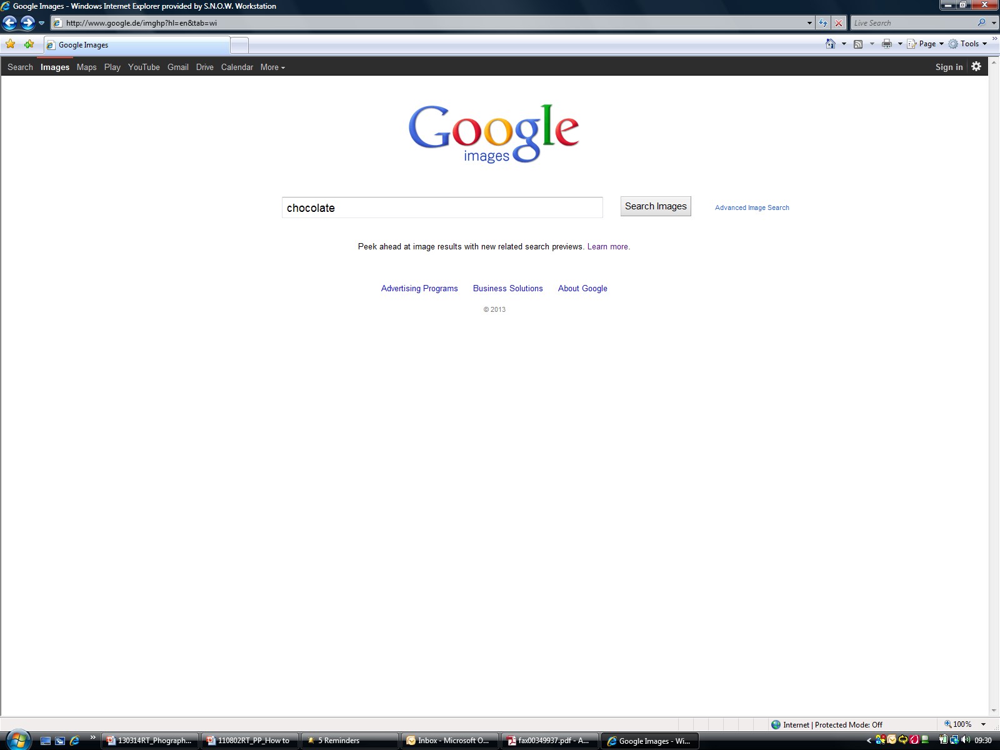 Google Images - Windows Internet Explorer provided by S.N.O.W. Workstation
http://www.google.de/imghp?hl=en&tab=wi
Live Search
Google Images
Page
Tools
Search Images Maps Play YouTube Gmail Drive Calendar More
Sign in
Google
images
chocolate
Search Images
Advanced Image Search
Peek ahead at image results with new related search previews. Learn more.
Advertising Programs Business Solutions About Google
© 2013
Internet | Protected Mode: Off
100%
130314RT_Phograph...
110802RT_PP_How to
5 Reminders
Inbox - Microsoft O...
fax00349937.pdf - A...
Google Images - Wi...
09:30